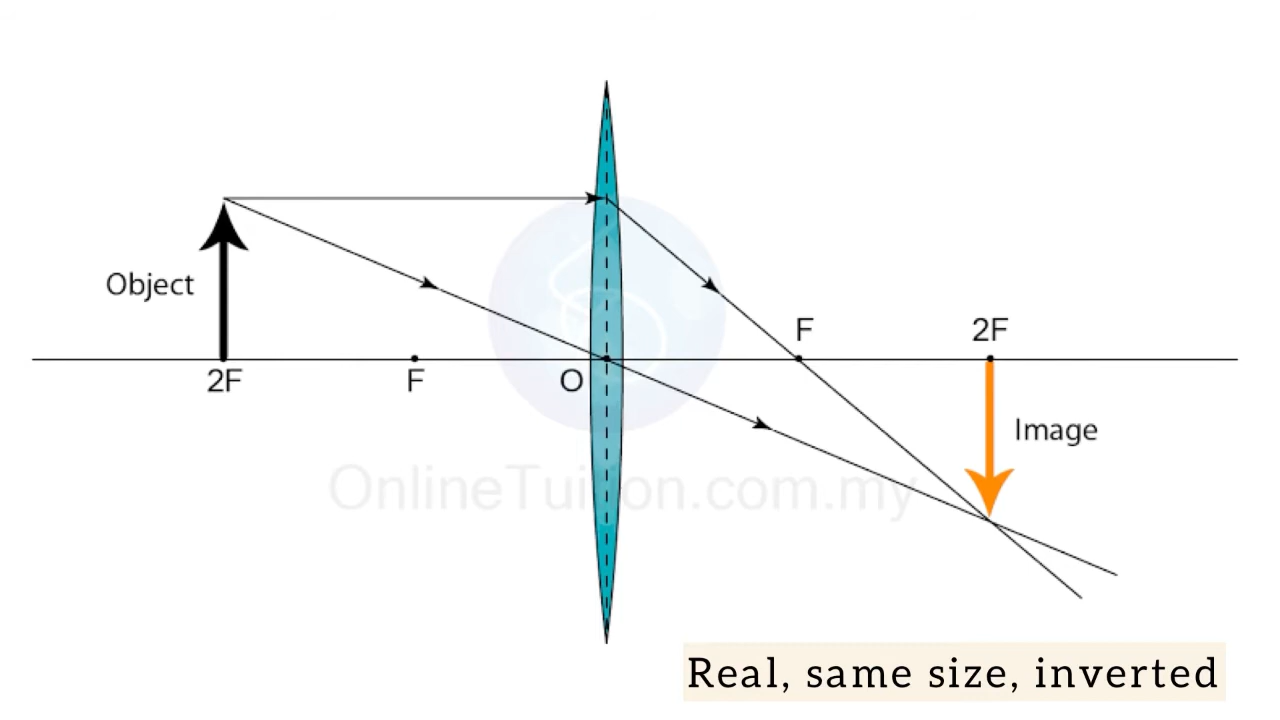 Object
F
2F
2F
F
O
Image
OnlineTuition.com.my
Real, same size, inverted